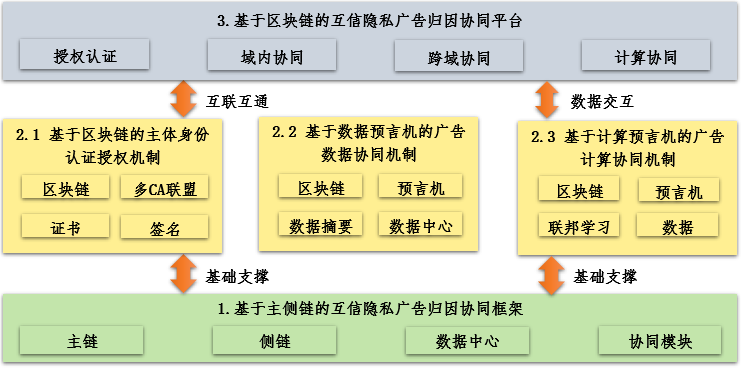 3.基于区块链的互信隐私广告归因协同平台
授权认证 域内协同 跨域协同 计算协同
互联互通 数据交互
2.1 基于区块链的主体身份
认证授权机制
区块链 多CA联盟
证书 签名
2.2 基于数据预言机的广告
数据协同机制
区块链 预言机
数据摘要 数据中心
2.3 基于计算预言机的广告
计算协同机制
区块链 预言机
联邦学习 数据
基础支撑 基础支撑
1.基于主侧链的互信隐私广告归因协同框架
主链 侧链 数据中心 协同模块